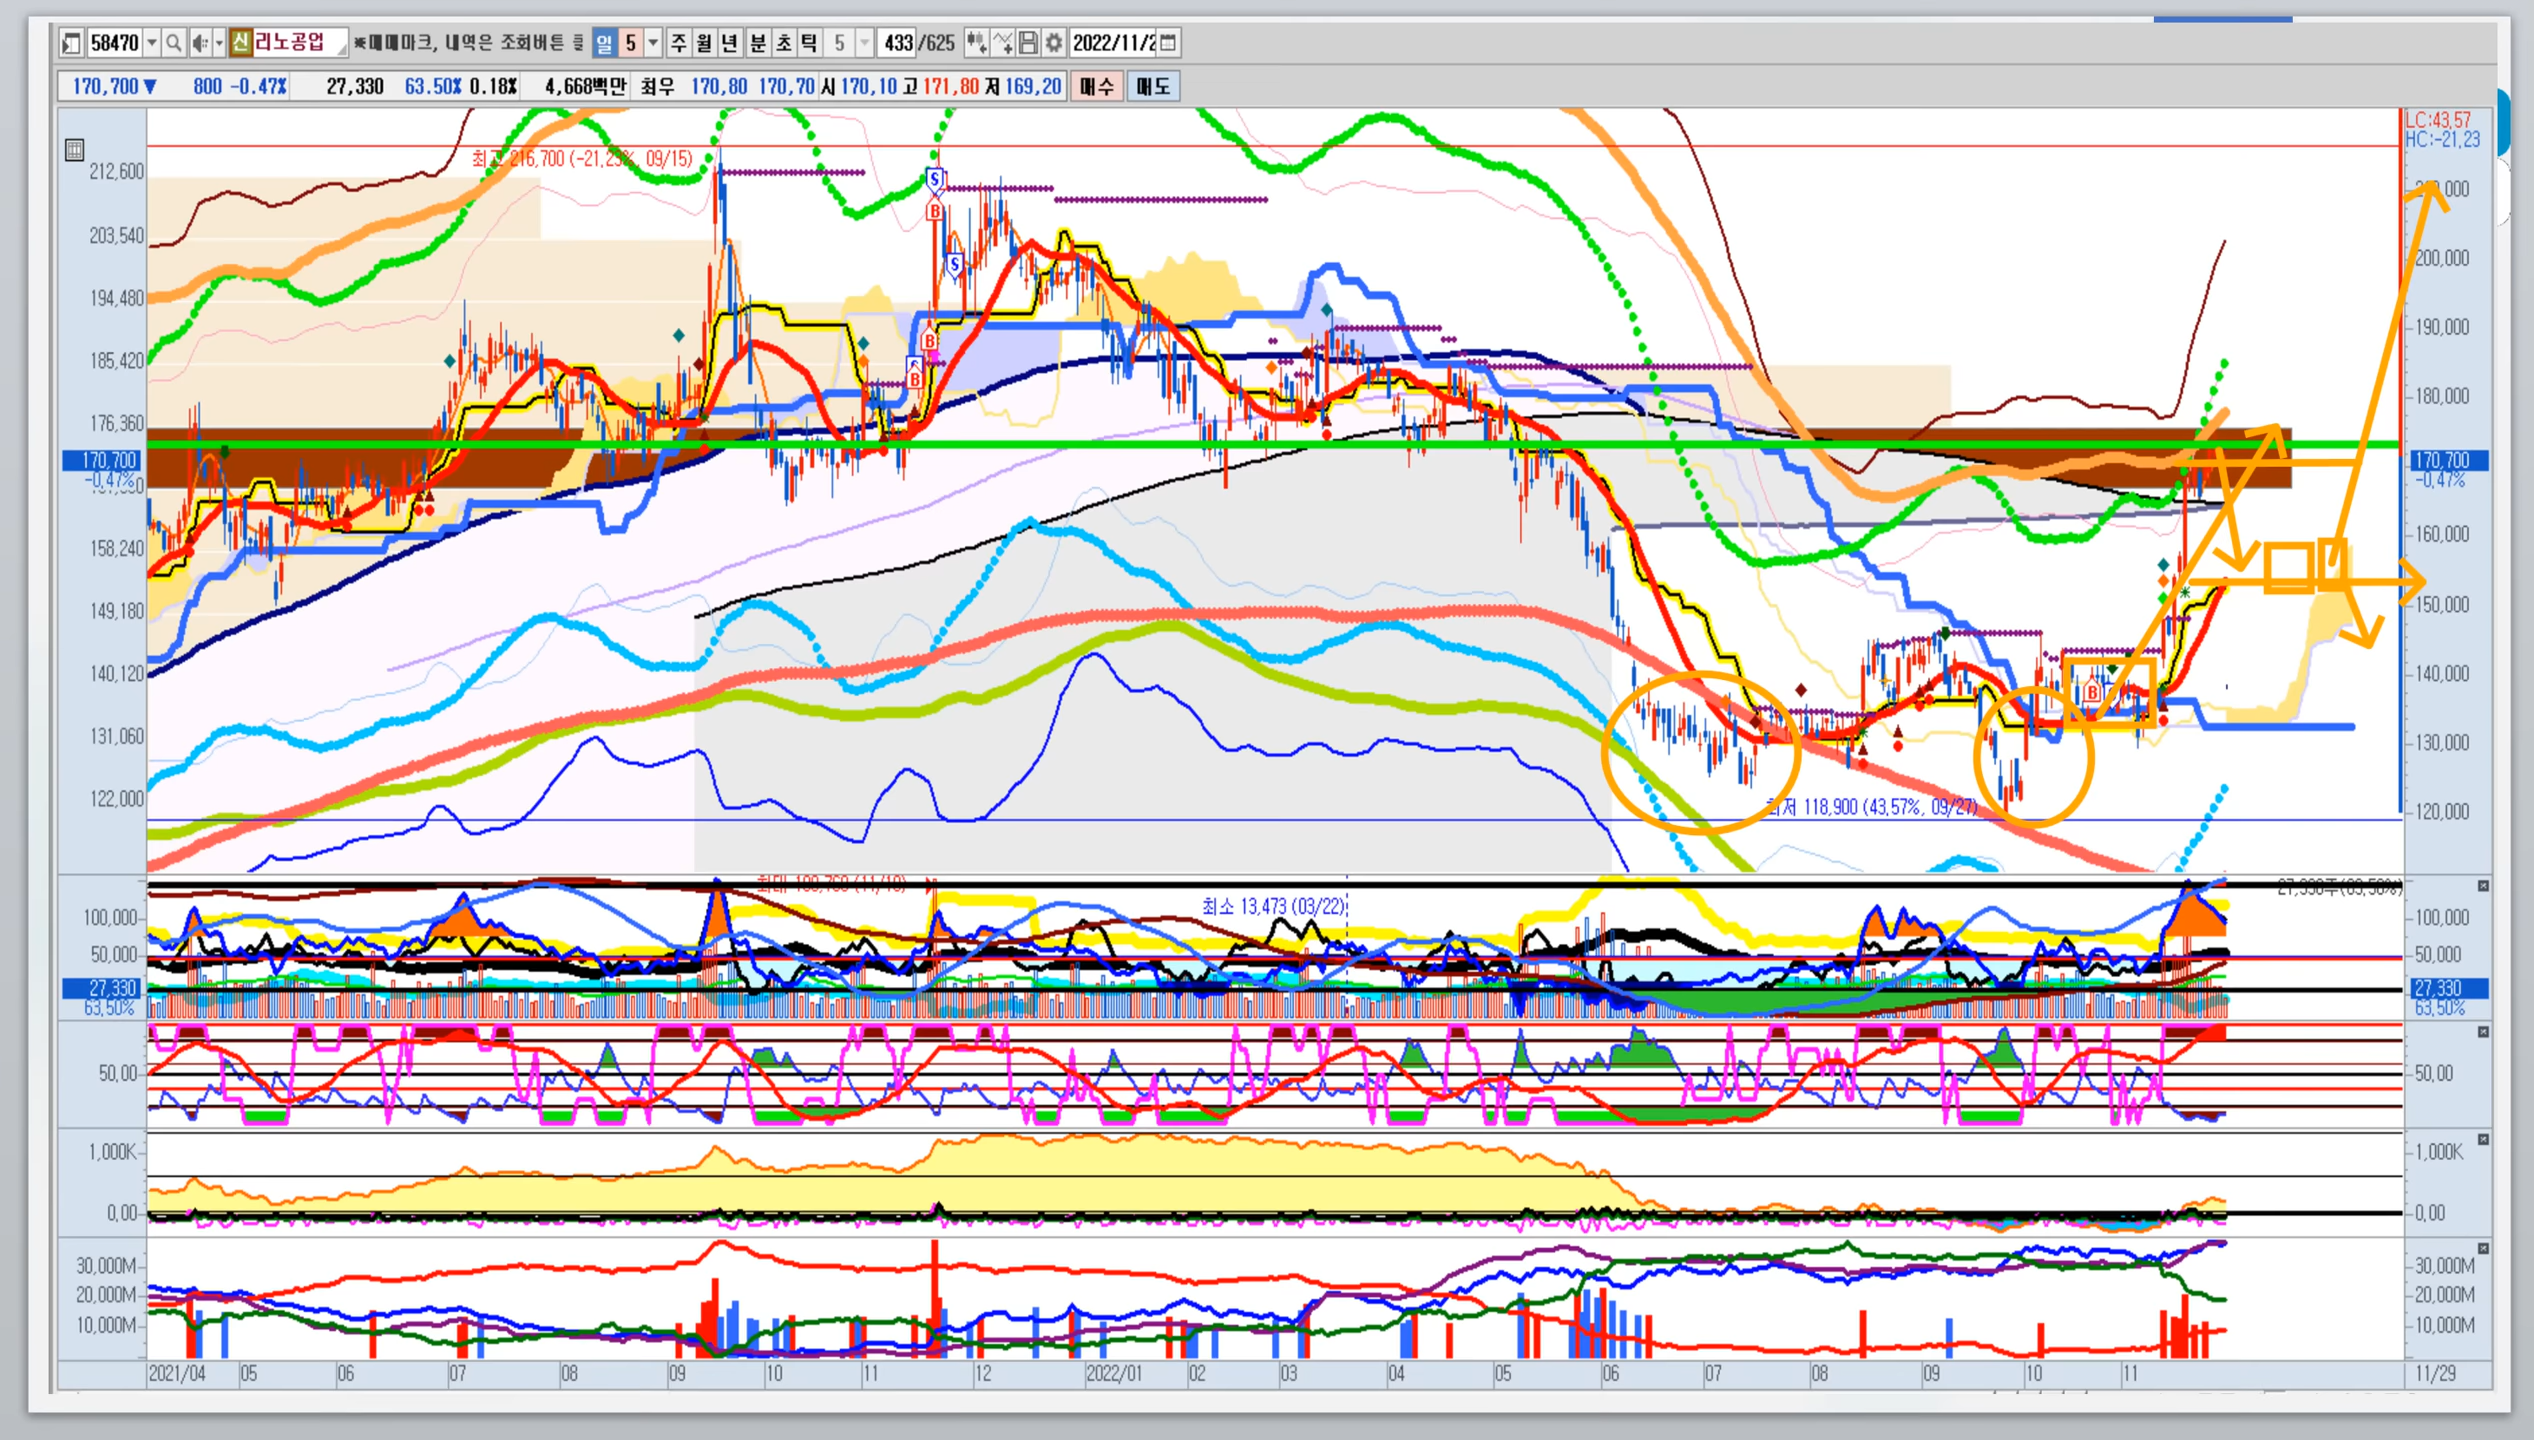 58470 신 리노공업 ※매매마크, 내역은 조회버튼 클 일 5 주 월 년 분 초 틱 5 433 /625 2022/11/2
170,700 ▼ 800 -0.47% 27,330 63.50% 0.18% 4,668백만 최우 170,80 170,70 시 170,10 고 171,80 저 169,20 매수 매도
LC:43,57
HC:-21,23
최고 216,700 (-21,23%, 09/15)
212,600
203,540
194,480
185,420
176,360
170,700
-0,47%
158,240
149,180
140,120
131,060
122,000
200,000
190,000
180,000
170,700
-0,47%
160,000
150,000
140,000
130,000
120,000
S
B
S
B
B
B
최저 118,900 (43,57%, 09/27)
최소 13,473 (03/22)
100,000
50,000
27,330
63,50%
100,000
50,000
27,330
63,50%
50,00
50,00
1,000K
0,00
1,000K
0,00
30,000M
20,000M
10,000M
30,000M
20,000M
10,000M
2021/04 05 06 07 08 09 10 11 12 2022/01 02 03 04 05 06 07 08 09 10 11 11/29